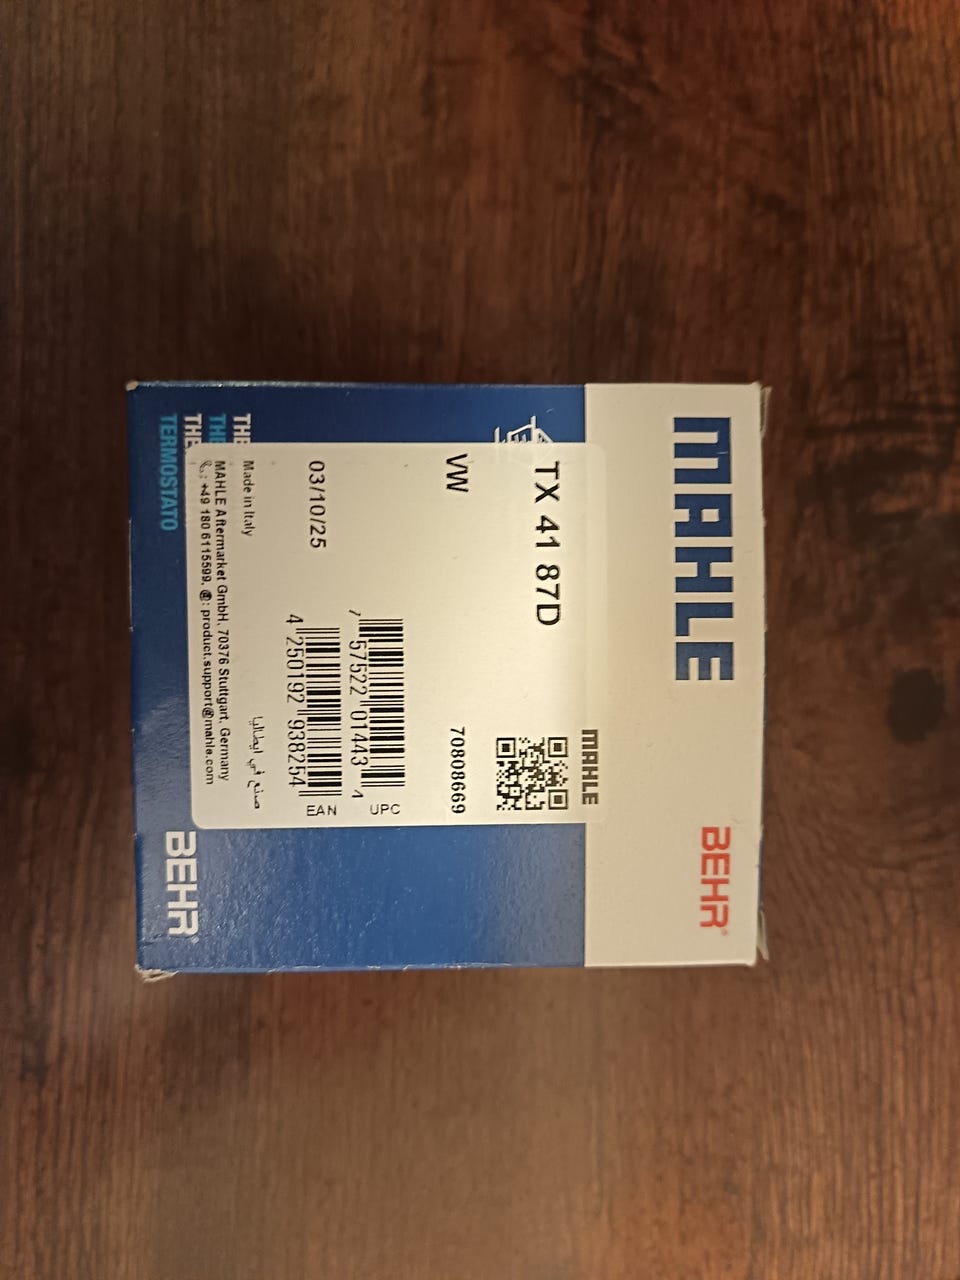 MAHLE
BEHR®
MAHLE
TX 41 87D
VW
70808669
7 57522 01443 4
UPC
03/10/25
4 250192 938254
EAN
Made in Italy
صنع في ايطاليا
MAHLE Aftermarket GmbH, 70376 Stuttgart, Germany
: +49 180 6115599, @: product.support@mahle.com
TERMOSTATO
BEHR®